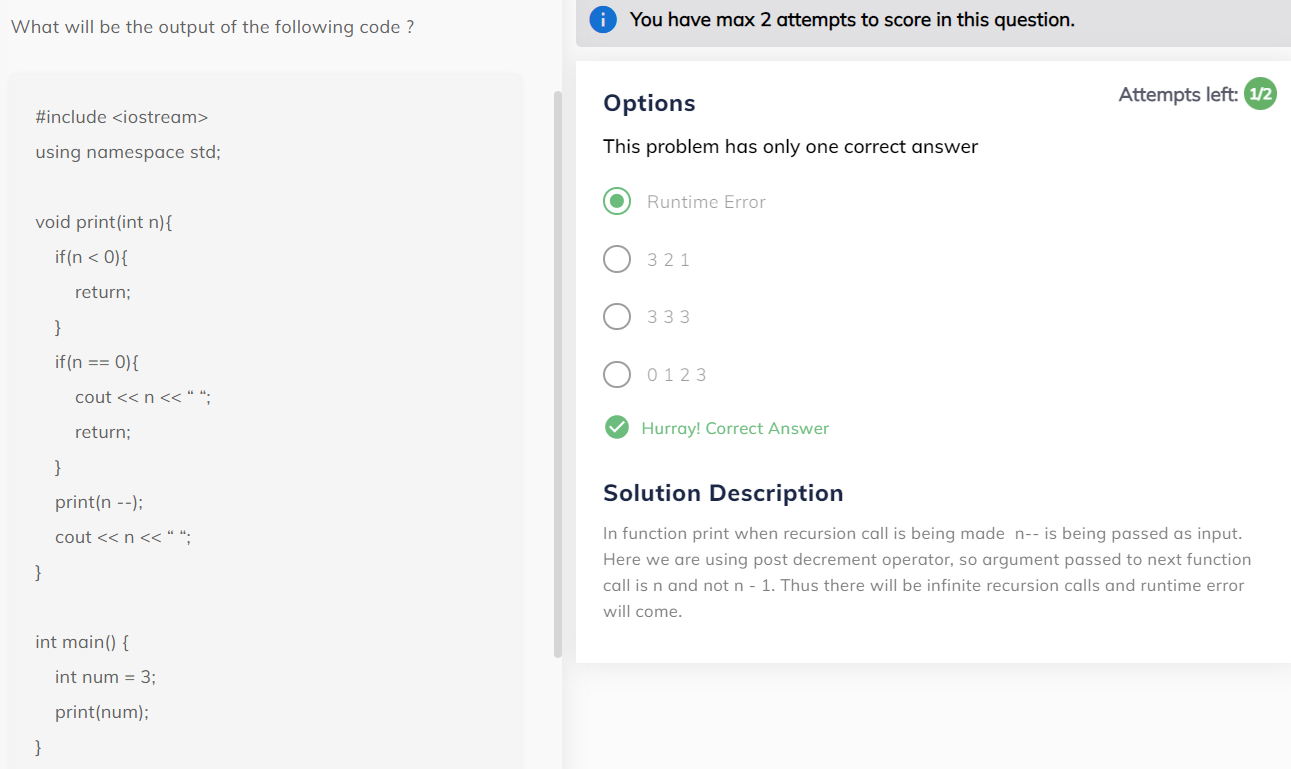 What will be the output of the following code ?
#include <iostream>
using namespace std;
void print(int n){
if(n < 0){
return;
}
if(n == 0){
cout << n << “ “;
return;
}
print(n --);
cout << n << “ “;
}
int main() {
int num = 3;
print(num);
}
You have max 2 attempts to score in this question.
Options
Attempts left: 1/2
This problem has only one correct answer
Runtime Error
3 2 1
3 3 3
0 1 2 3
Hurray! Correct Answer
Solution Description
In function print when recursion call is being made  n-- is being passed as input.
Here we are using post decrement operator, so argument passed to next function
call is n and not n - 1. Thus there will be infinite recursion calls and runtime error
will come.